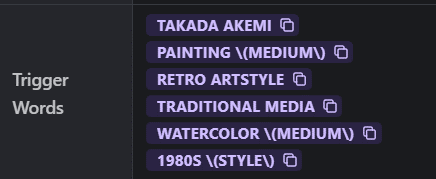 TAKADA AKEMI
PAINTING \(MEDIUM\)
RETRO ARTSTYLE
Trigger
Words
TRADITIONAL MEDIA
WATERCOLOR \(MEDIUM\)
1980S \(STYLE\)